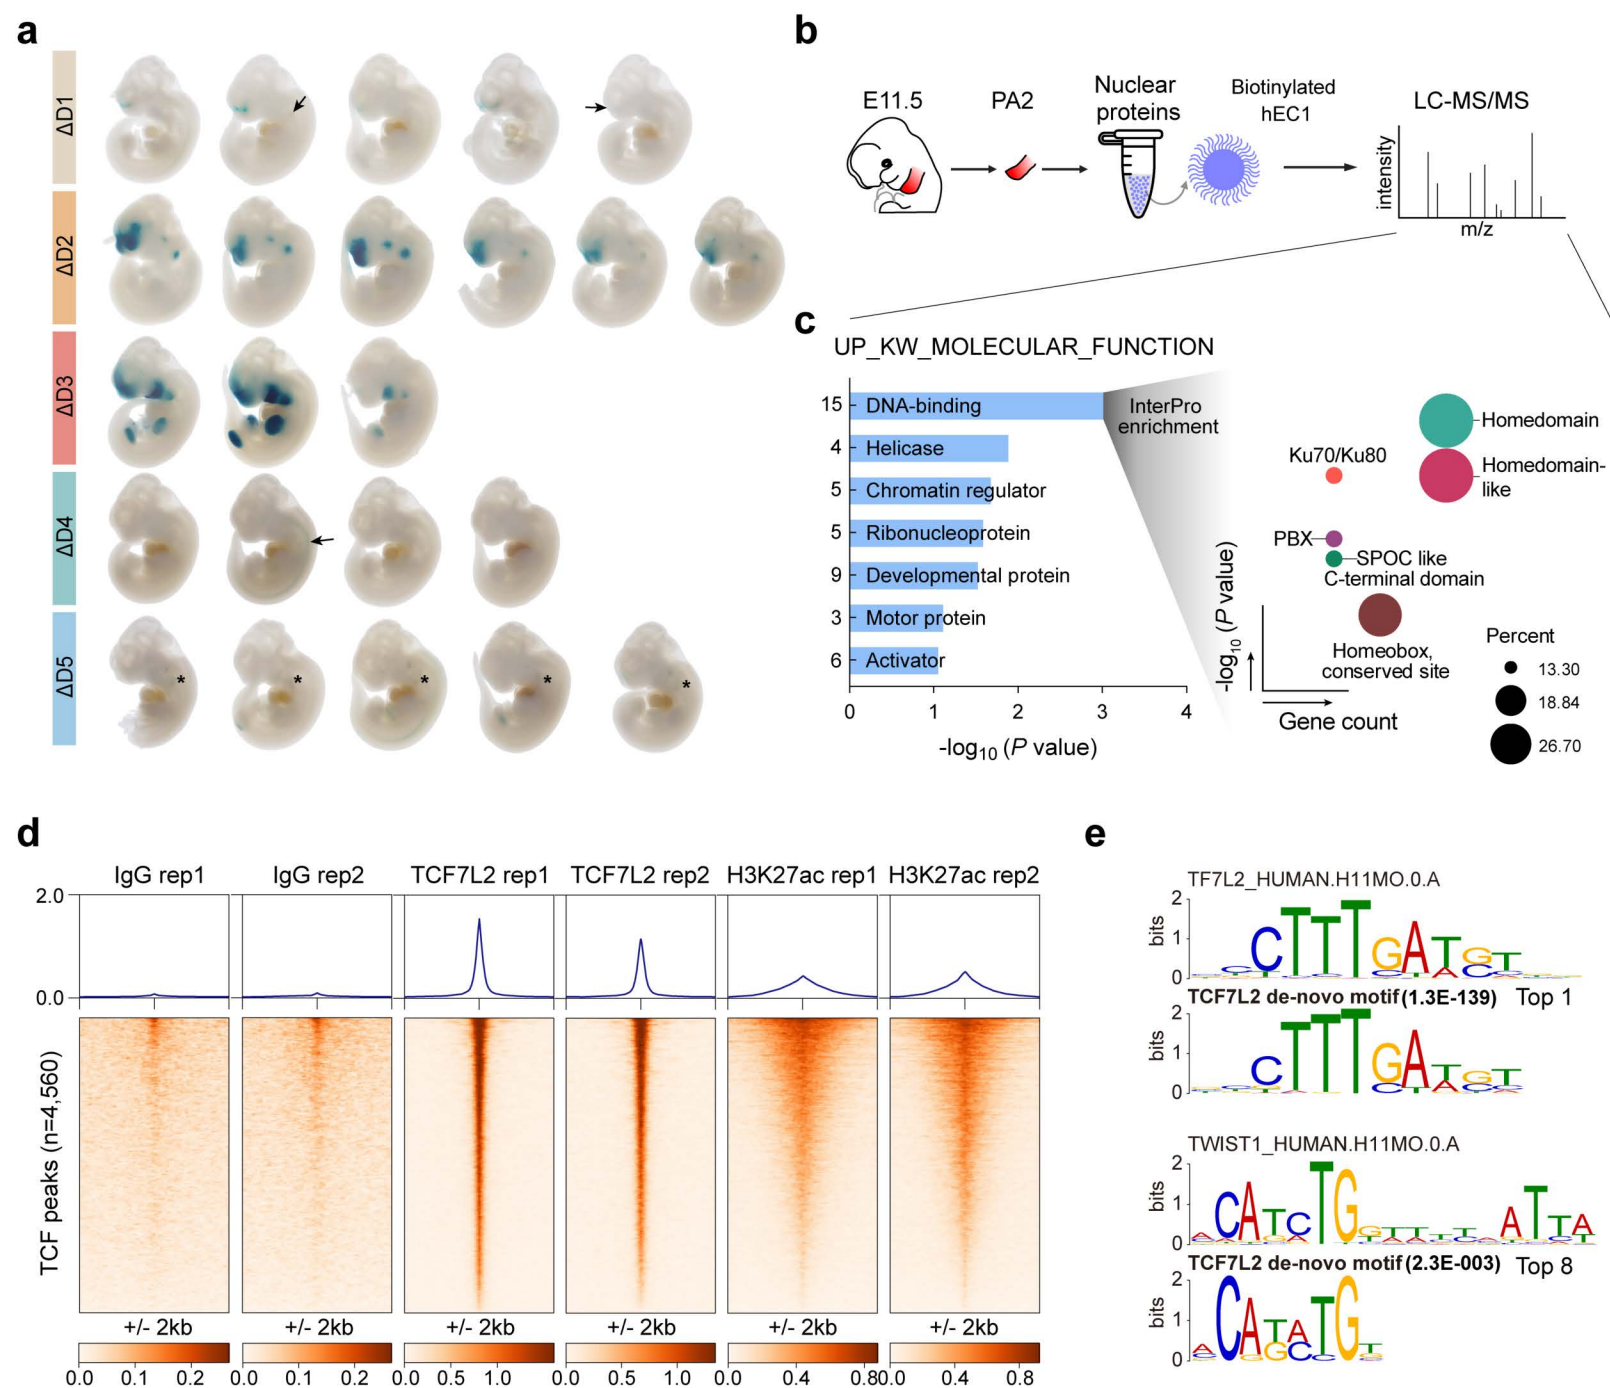 a
ΔD1
ΔD2
ΔD3
ΔD4
ΔD5
*
*
*
*
*
b
E11.5
PA2
Nuclear
proteins
Biotinylated
hEC1
LC-MS/MS
intensity
m/z
c
UP_KW_MOLECULAR_FUNCTION
15 DNA-binding
4 Helicase
5 Chromatin regulator
5 Ribonucleoprotein
9 Developmental protein
3 Motor protein
6 Activator
0 1 2 3 4
-log10 (P value)
InterPro
enrichment
Homedomain
Homedomain-
like
Ku70/Ku80
PBX
SPOC like
C-terminal domain
Homeobox,
conserved site
-log10 (P value)
Gene count
Percent
13.30
18.84
26.70
d
IgG rep1 IgG rep2 TCF7L2 rep1 TCF7L2 rep2 H3K27ac rep1 H3K27ac rep2
2.0
0.0
TCF peaks (n=4,560)
+/- 2kb +/- 2kb +/- 2kb +/- 2kb +/- 2kb +/- 2kb
0.0 0.1 0.2 0.0 0.1 0.2 0.0 0.5 1.0 0.0 0.5 1.0 0.0 0.4 0.8 0.0 0.4 0.8
e
TF7L2_HUMAN.H11MO.0.A
2
1
0
bits
CTTTGATGT
TCF7L2 de-novo motif (1.3E-139) Top 1
2
1
0
bits
CTTTGATGT
TWIST1_HUMAN.H11MO.0.A
2
1
0
bits
ACATCTGGTTTTAATTA
TCF7L2 de-novo motif (2.3E-003) Top 8
2
1
0
bits
ACATATGT